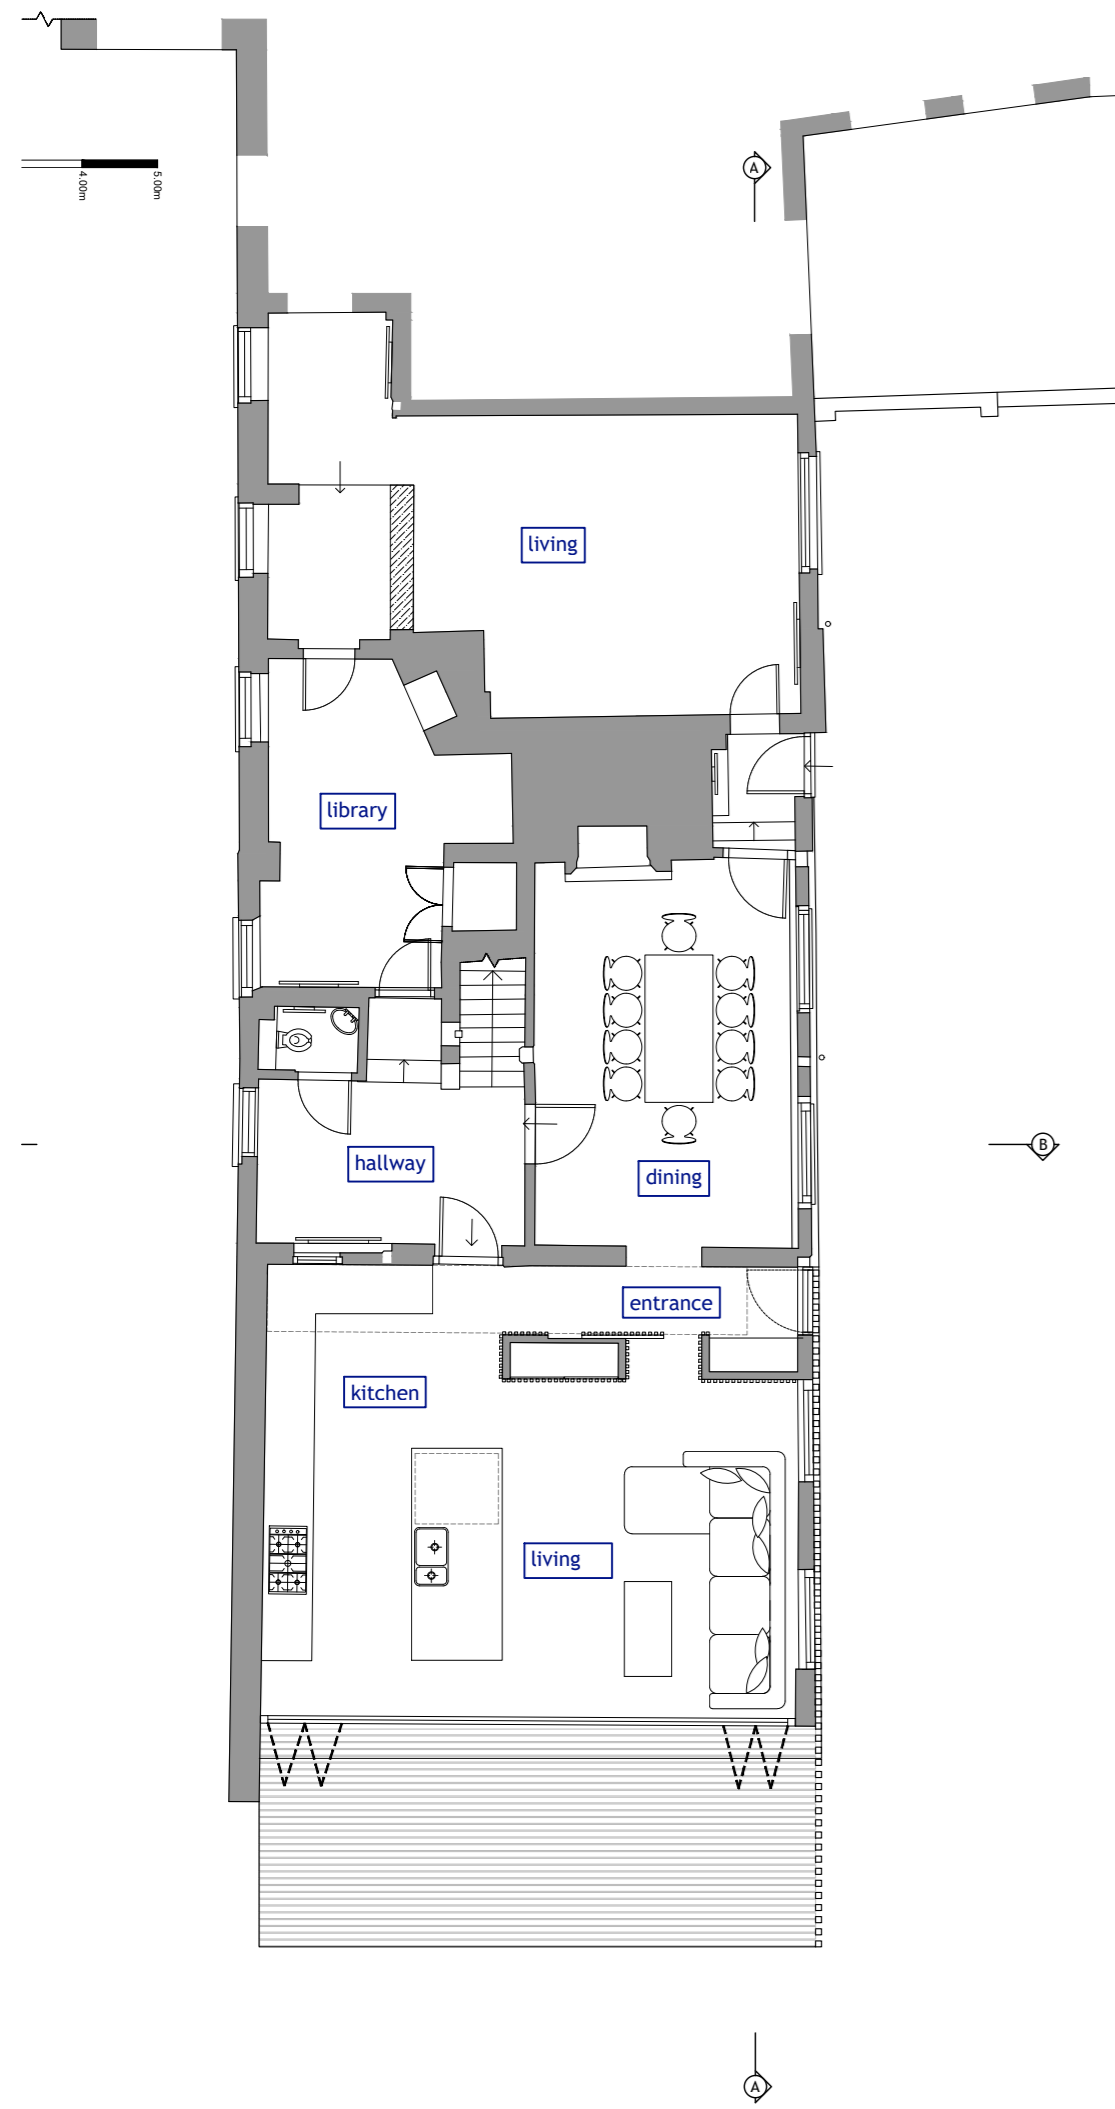 4.00m
5.00m
A
living
library
B
hallway
dining
entrance
kitchen
living
A